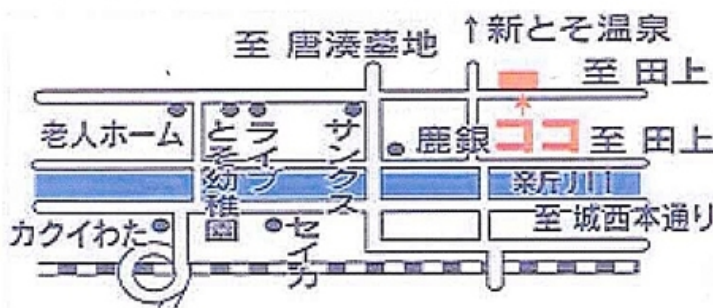 至 唐湊墓地
↑新とそ温泉
至 田上
老人ホーム
とそ幼稚園
ライブ
サンクス
鹿銀
ココ
至 田上
新川
至 城西本通り
カクイわた
セイカ